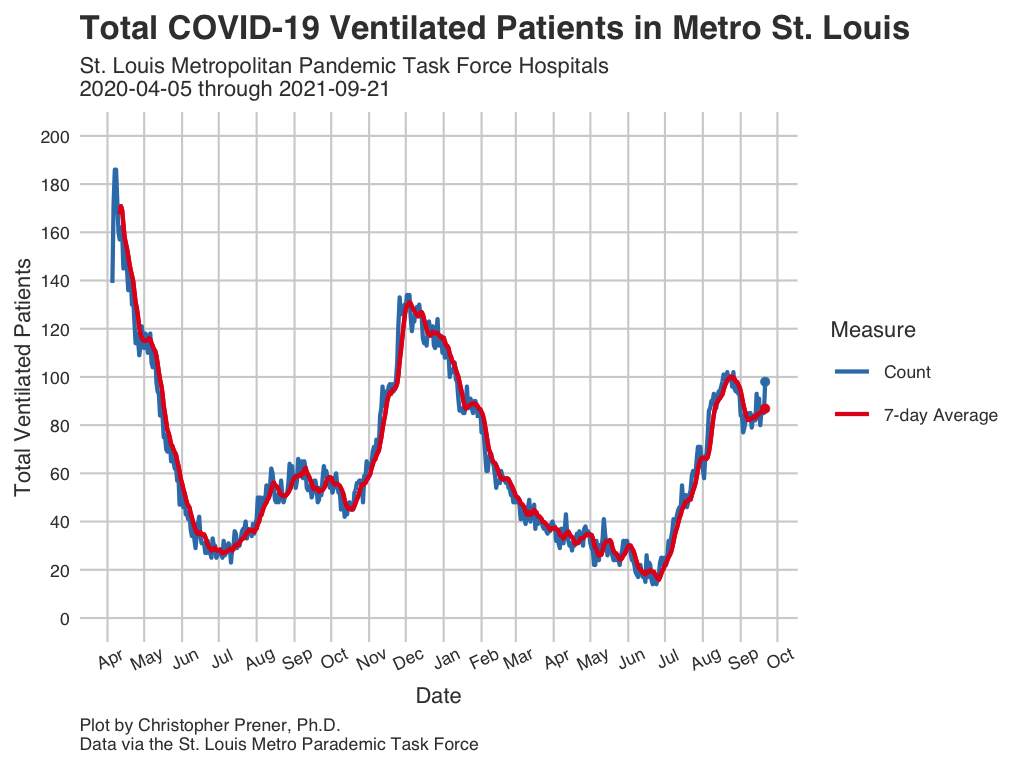 Total COVID-19 Ventilated Patients in Metro St. Louis
St. Louis Metropolitan Pandemic Task Force Hospitals
2020-04-05 through 2021-09-21
Total Ventilated Patients
200
180
160
140
120
100
80
60
40
20
0
Apr May Jun Jul Aug Sep Oct Nov Dec Jan Feb Mar Apr May Jun Jul Aug Sep Oct
Date
Measure
Count
7-day Average
Plot by Christopher Prener, Ph.D.
Data via the St. Louis Metro Parademic Task Force